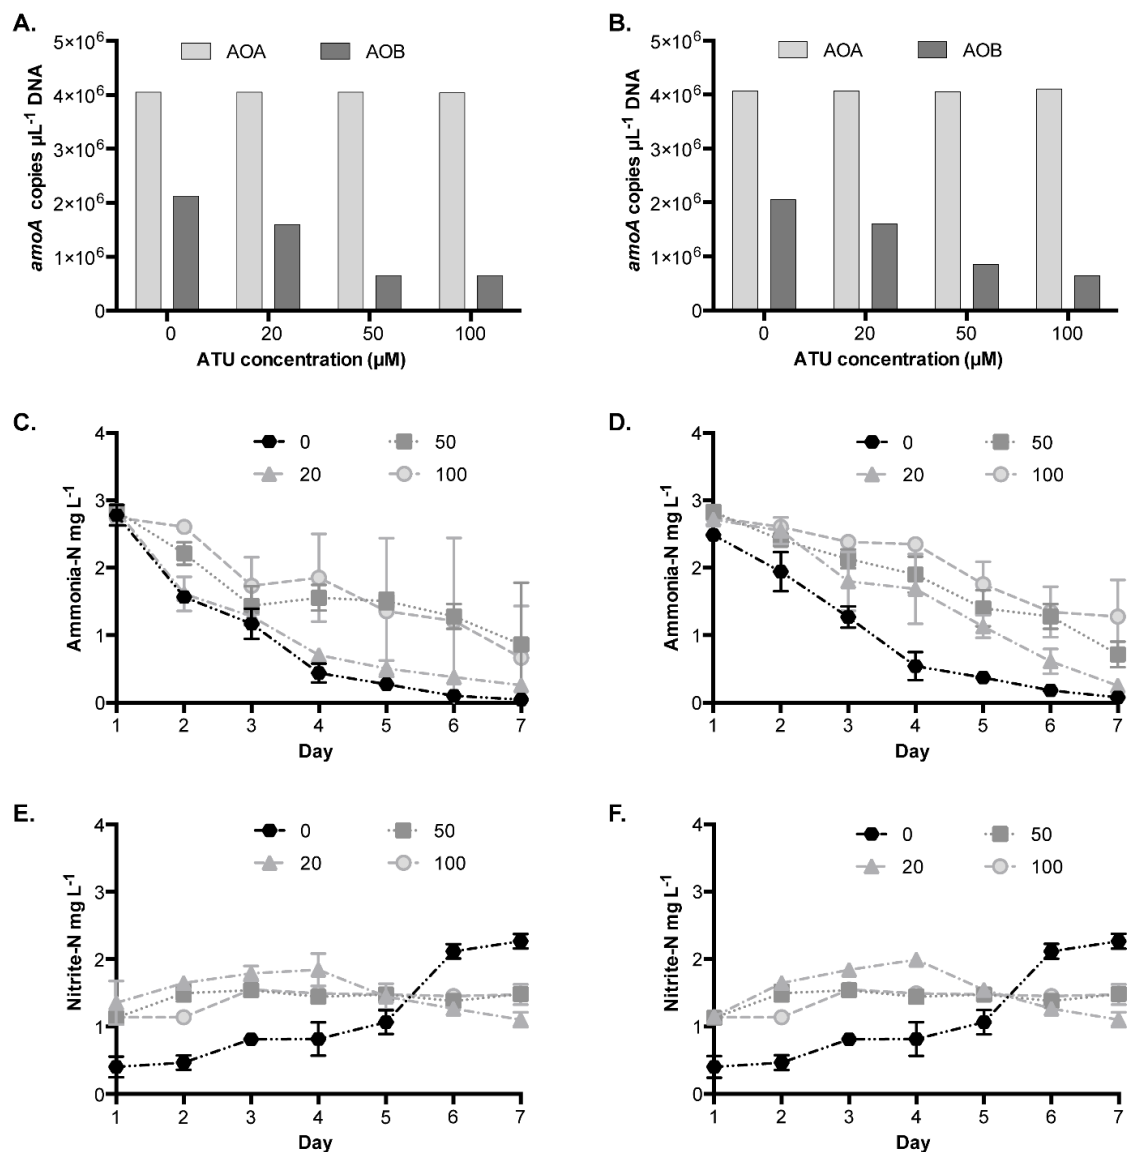 A.
AOA AOB
5×10⁶
4×10⁶
3×10⁶
2×10⁶
1×10⁶
0
amoA copies µL⁻¹ DNA
0 20 50 100
ATU concentration (µM)
B.
AOA AOB
5×10⁶
4×10⁶
3×10⁶
2×10⁶
1×10⁶
0
amoA copies µL⁻¹ DNA
0 20 50 100
ATU concentration (µM)
C.
0 50
20 100
4
3
2
1
0
Ammonia-N mg L⁻¹
1 2 3 4 5 6 7
Day
D.
0 50
20 100
4
3
2
1
0
Ammonia-N mg L⁻¹
1 2 3 4 5 6 7
Day
E.
0 50
20 100
4
3
2
1
0
Nitrite-N mg L⁻¹
1 2 3 4 5 6 7
Day
F.
0 50
20 100
4
3
2
1
0
Nitrite-N mg L⁻¹
1 2 3 4 5 6 7
Day